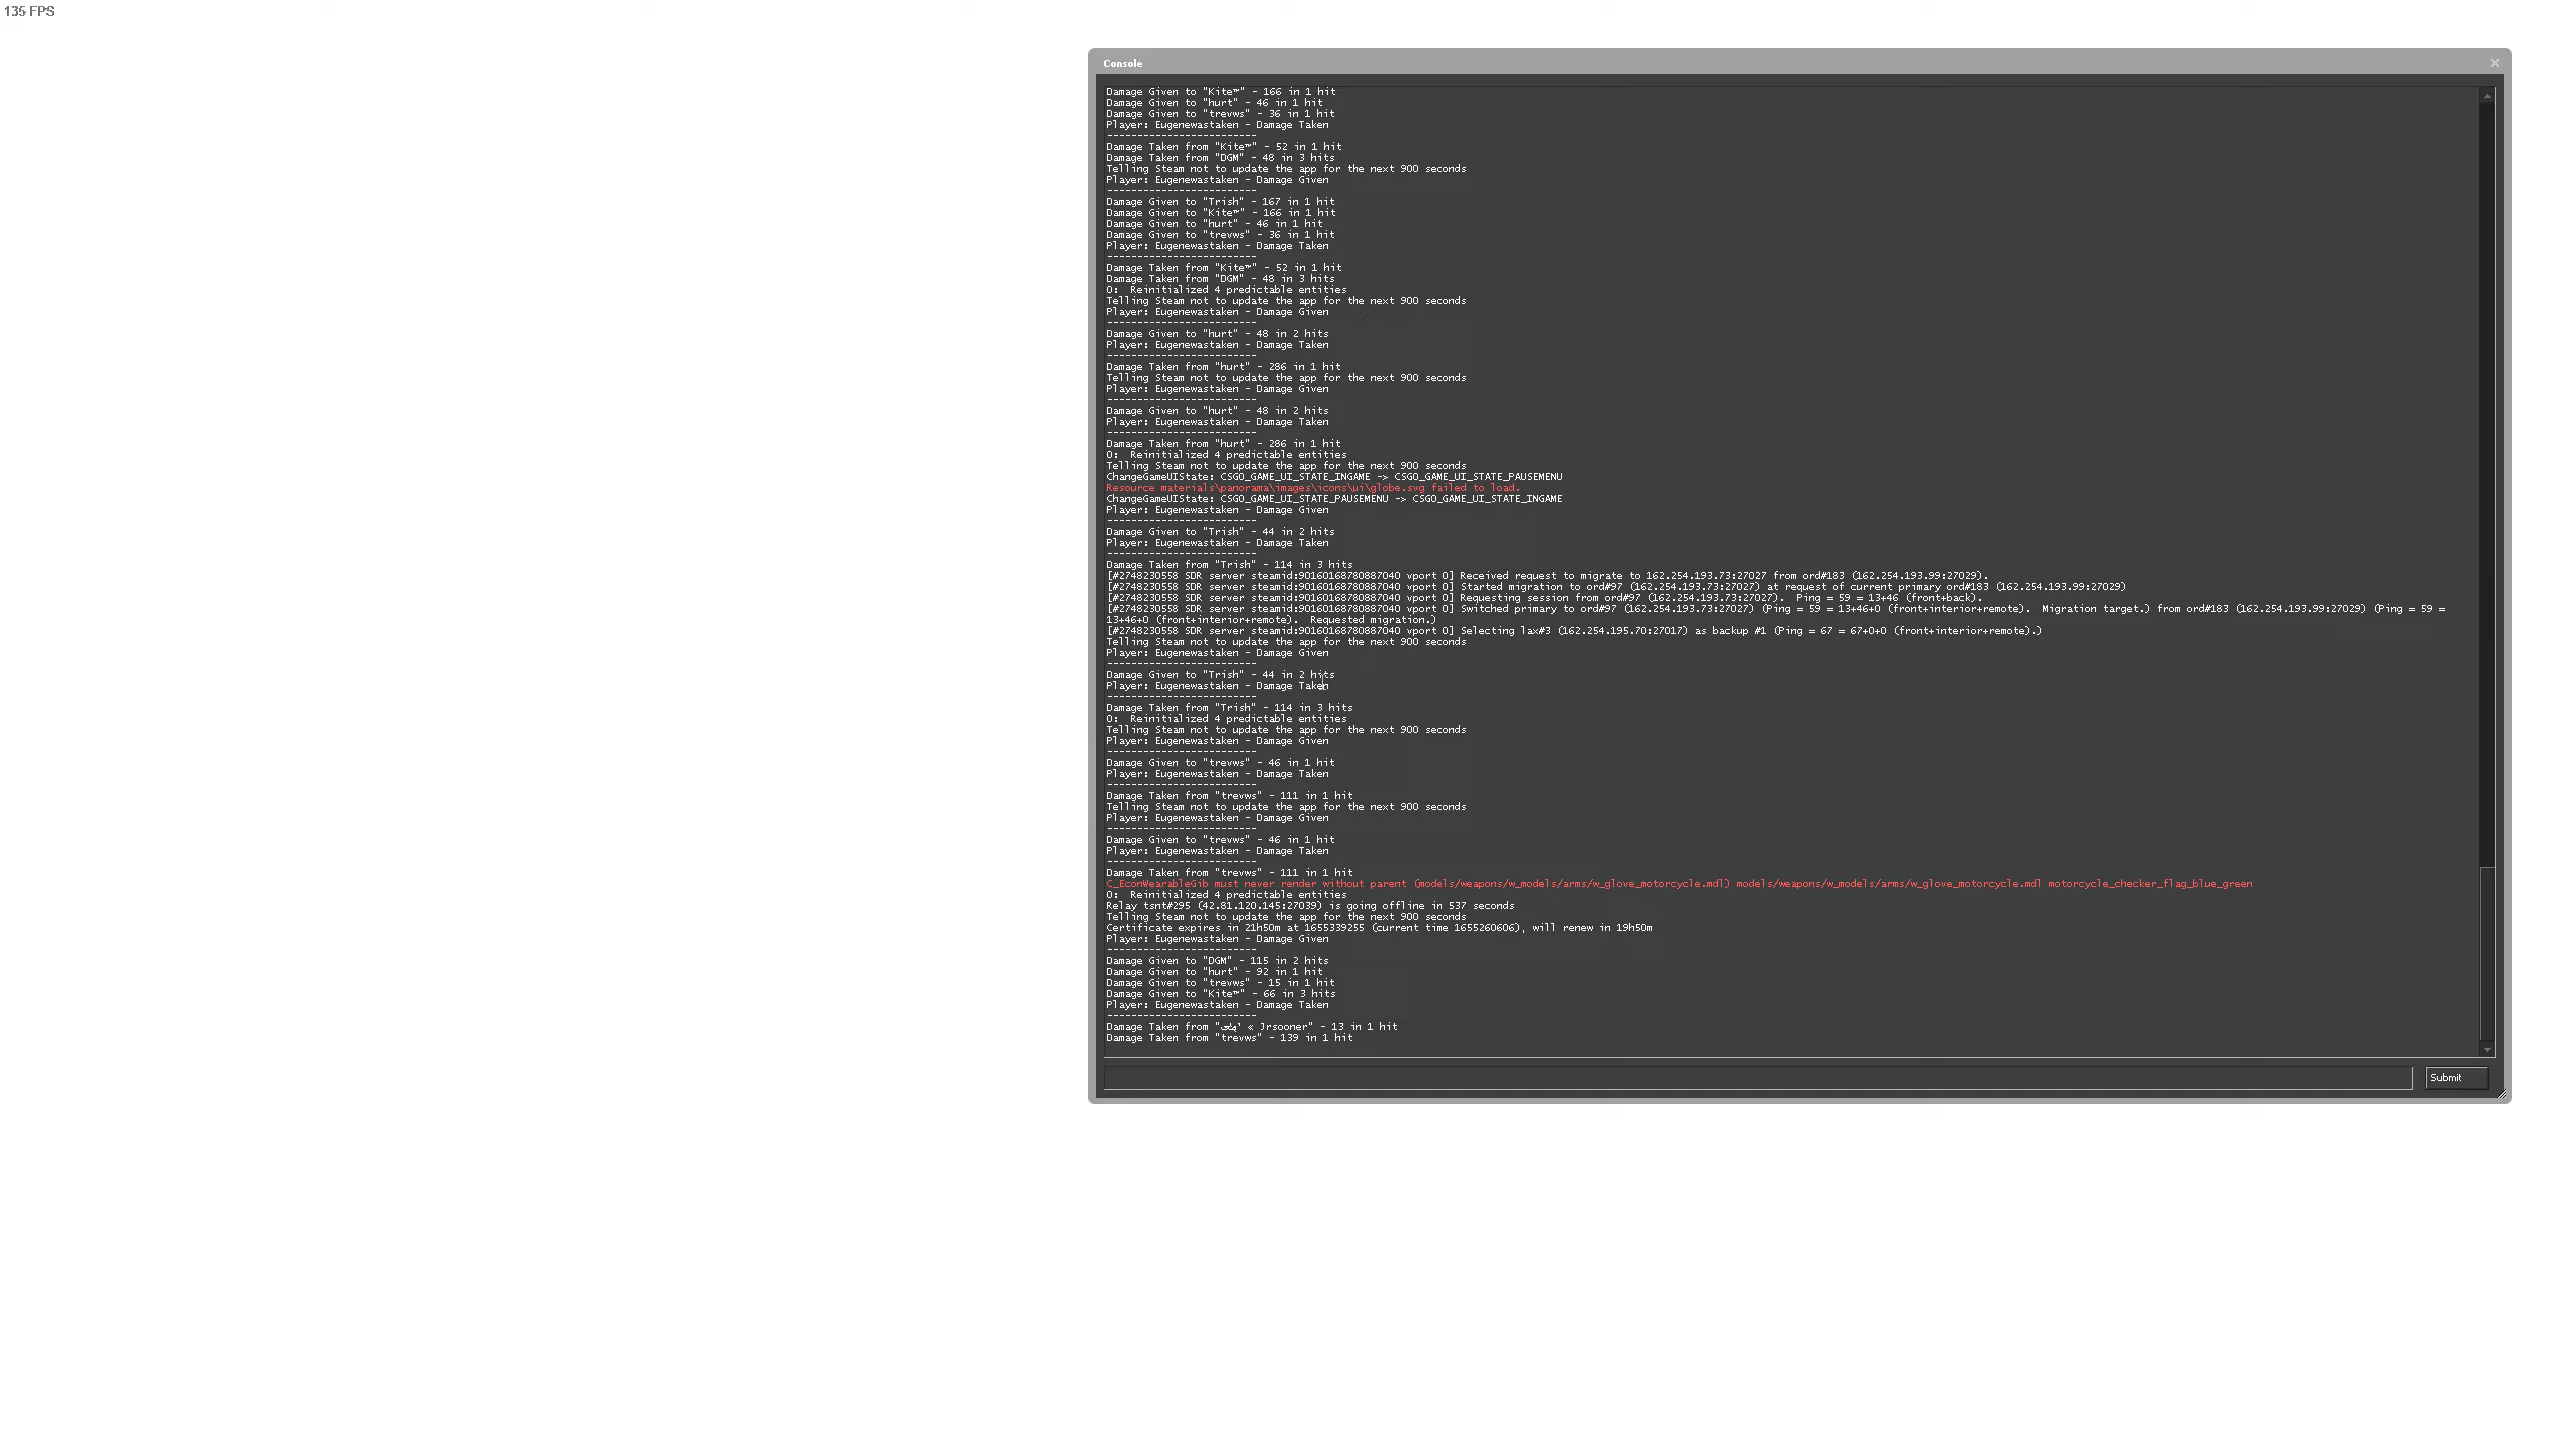 135 FPS
Console
Damage Given to "Kite™" - 166 in 1 hit
Damage Given to "hurt" - 46 in 1 hit
Damage Given to "trevws" - 36 in 1 hit
Player: Eugenewastaken - Damage Taken
-------------------------
Damage Taken from "Kite™" - 52 in 1 hit
Damage Taken from "DGM" - 48 in 3 hits
Telling Steam not to update the app for the next 900 seconds
Player: Eugenewastaken - Damage Given
-------------------------
Damage Given to "Trish" - 167 in 1 hit
Damage Given to "Kite™" - 166 in 1 hit
Damage Given to "hurt" - 46 in 1 hit
Damage Given to "trevws" - 36 in 1 hit
Player: Eugenewastaken - Damage Taken
-------------------------
Damage Taken from "Kite™" - 52 in 1 hit
Damage Taken from "DGM" - 48 in 3 hits
0:  Reinitialized 4 predictable entities
Telling Steam not to update the app for the next 900 seconds
Player: Eugenewastaken - Damage Given
-------------------------
Damage Given to "hurt" - 48 in 2 hits
Player: Eugenewastaken - Damage Taken
-------------------------
Damage Taken from "hurt" - 286 in 1 hit
Telling Steam not to update the app for the next 900 seconds
Player: Eugenewastaken - Damage Given
-------------------------
Damage Given to "hurt" - 48 in 2 hits
Player: Eugenewastaken - Damage Taken
-------------------------
Damage Taken from "hurt" - 286 in 1 hit
0:  Reinitialized 4 predictable entities
Telling Steam not to update the app for the next 900 seconds
ChangeGameUIState: CSGO_GAME_UI_STATE_INGAME -> CSGO_GAME_UI_STATE_PAUSEMENU
Resource materials\panorama\images\icons\ui\globe.svg failed to load.
ChangeGameUIState: CSGO_GAME_UI_STATE_PAUSEMENU -> CSGO_GAME_UI_STATE_INGAME
Player: Eugenewastaken - Damage Given
-------------------------
Damage Given to "Trish" - 44 in 2 hits
Player: Eugenewastaken - Damage Taken
-------------------------
Damage Taken from "Trish" - 114 in 3 hits
[#2748230558 SDR server steamid:90160168780887040 vport 0] Received request to migrate to 162.254.193.73:27027 from ord#183 (162.254.193.99:27029).
[#2748230558 SDR server steamid:90160168780887040 vport 0] Started migration to ord#97 (162.254.193.73:27027) at request of current primary ord#183 (162.254.193.99:27029)
[#2748230558 SDR server steamid:90160168780887040 vport 0] Requesting session from ord#97 (162.254.193.73:27027).  Ping = 59 = 13+46 (front+back).
[#2748230558 SDR server steamid:90160168780887040 vport 0] Switched primary to ord#97 (162.254.193.73:27027) (Ping = 59 = 13+46+0 (front+interior+remote).  Migration target.) from ord#183 (162.254.193.99:27029) (Ping = 59 =
13+46+0 (front+interior+remote).  Requested migration.)
[#2748230558 SDR server steamid:90160168780887040 vport 0] Selecting lax#3 (162.254.195.70:27017) as backup #1 (Ping = 67 = 67+0+0 (front+interior+remote).)
Telling Steam not to update the app for the next 900 seconds
Player: Eugenewastaken - Damage Given
-------------------------
Damage Given to "Trish" - 44 in 2 hits
Player: Eugenewastaken - Damage Taken
-------------------------
Damage Taken from "Trish" - 114 in 3 hits
0:  Reinitialized 4 predictable entities
Telling Steam not to update the app for the next 900 seconds
Player: Eugenewastaken - Damage Given
-------------------------
Damage Given to "trevws" - 46 in 1 hit
Player: Eugenewastaken - Damage Taken
-------------------------
Damage Taken from "trevws" - 111 in 1 hit
Telling Steam not to update the app for the next 900 seconds
Player: Eugenewastaken - Damage Given
-------------------------
Damage Given to "trevws" - 46 in 1 hit
Player: Eugenewastaken - Damage Taken
-------------------------
Damage Taken from "trevws" - 111 in 1 hit
C_EconWearableGib must never render without parent (models/weapons/w_models/arms/w_glove_motorcycle.mdl) models/weapons/w_models/arms/w_glove_motorcycle.mdl motorcycle_checker_flag_blue_green
0:  Reinitialized 4 predictable entities
Relay tsnt#295 (42.81.120.145:27039) is going offline in 537 seconds
Telling Steam not to update the app for the next 900 seconds
Certificate expires in 21h50m at 1655339255 (current time 1655260606), will renew in 19h50m
Player: Eugenewastaken - Damage Given
-------------------------
Damage Given to "DGM" - 115 in 2 hits
Damage Given to "hurt" - 92 in 1 hit
Damage Given to "trevws" - 15 in 1 hit
Damage Given to "Kite™" - 66 in 3 hits
Player: Eugenewastaken - Damage Taken
-------------------------
Damage Taken from " « Jrsooner" - 13 in 1 hit
Damage Taken from "trevws" - 139 in 1 hit
Submit